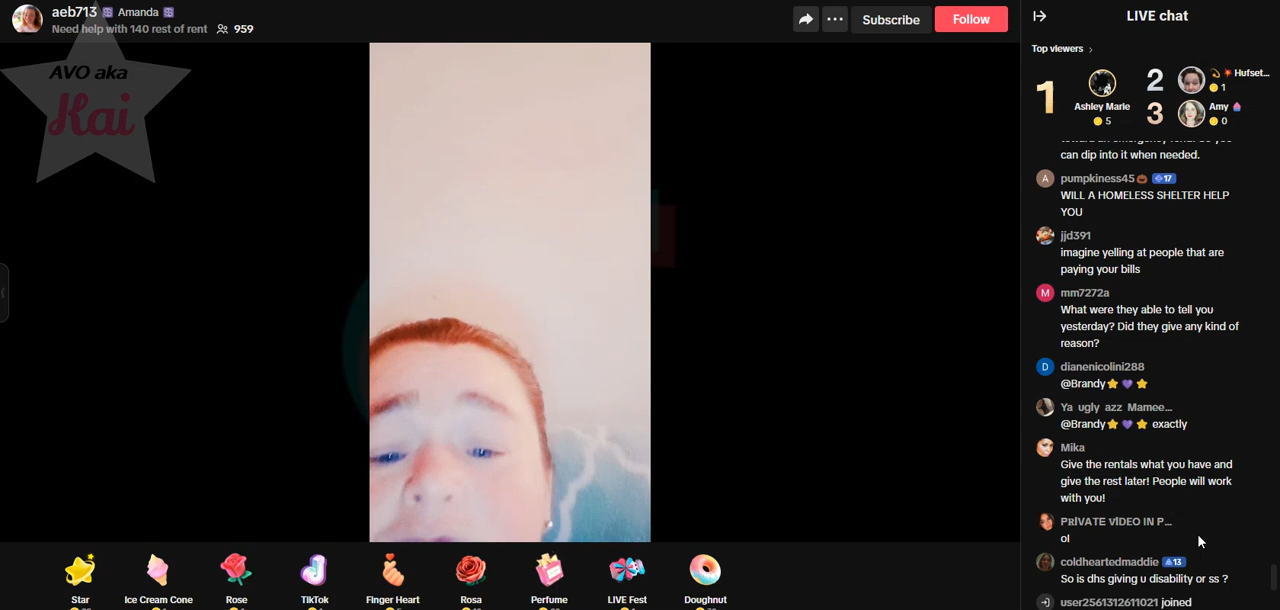 aeb713 Amanda
Need help with 140 rest of rent 959
Subscribe
Follow
LIVE chat
AVO aka
Kai
Top viewers
1
Ashley Marie
5
2
Hufset...
1
3
Amy
0
can dip into it when needed.
pumpkiness45 17
WILL A HOMELESS SHELTER HELP
YOU
jjd391
imagine yelling at people that are
paying your bills
M mm7272a
What were they able to tell you
yesterday? Did they give any kind of
reason?
D dianenicolini288
@Brandy
Ya ugly azz Mamee...
@Brandy exactly
Mika
Give the rentals what you have and
give the rest later! People will work
with you!
PRİVATE VİDEO IN P...
ol
coldheartedmaddie 13
So is dhs giving u disability or ss ?
user2561312611021 joined
Star
Ice Cream Cone
Rose
TikTok
Finger Heart
Rosa
Perfume
LIVE Fest
Doughnut